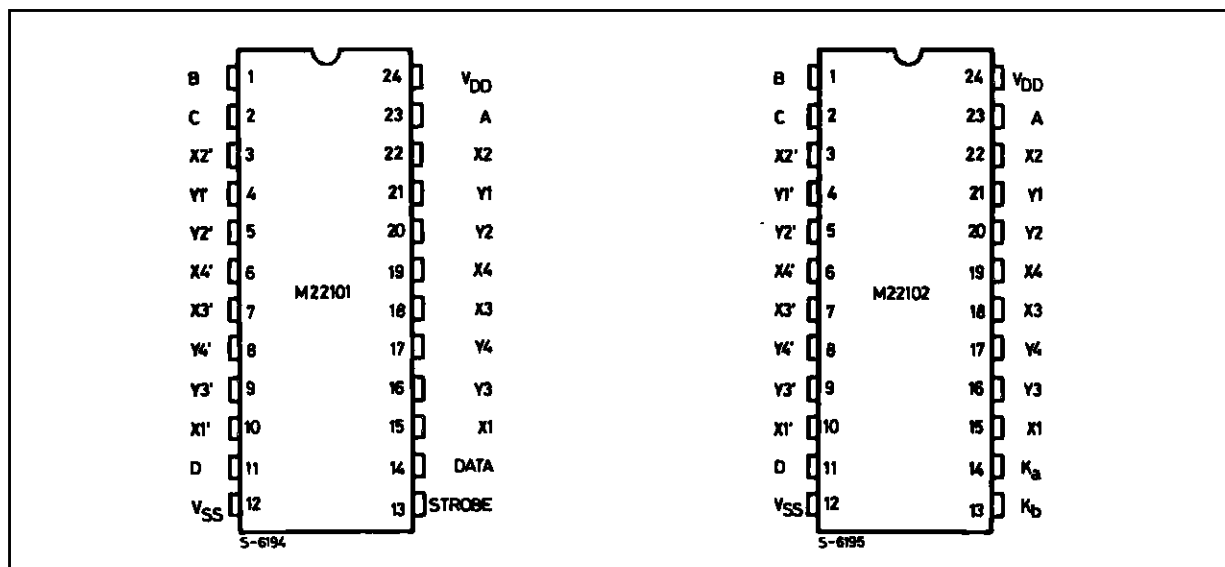 B 1 24 VDD
C 2 23 A
X2' 3 22 X2
Y1' 4 21 Y1
Y2' 5 20 Y2
X4' 6 19 X4
M22101
X3' 7 18 X3
Y4' 8 17 Y4
Y3' 9 16 Y3
X1' 10 15 X1
D 11 14 DATA
VSS 12 13 STROBE
S-6194
B 1 24 VDD
C 2 23 A
X2' 3 22 X2
Y1' 4 21 Y1
Y2' 5 20 Y2
X4' 6 19 X4
M22102
X3' 7 18 X3
Y4' 8 17 Y4
Y3' 9 16 Y3
X1' 10 15 X1
D 11 14 Ka
VSS 12 13 Kb
S-6195